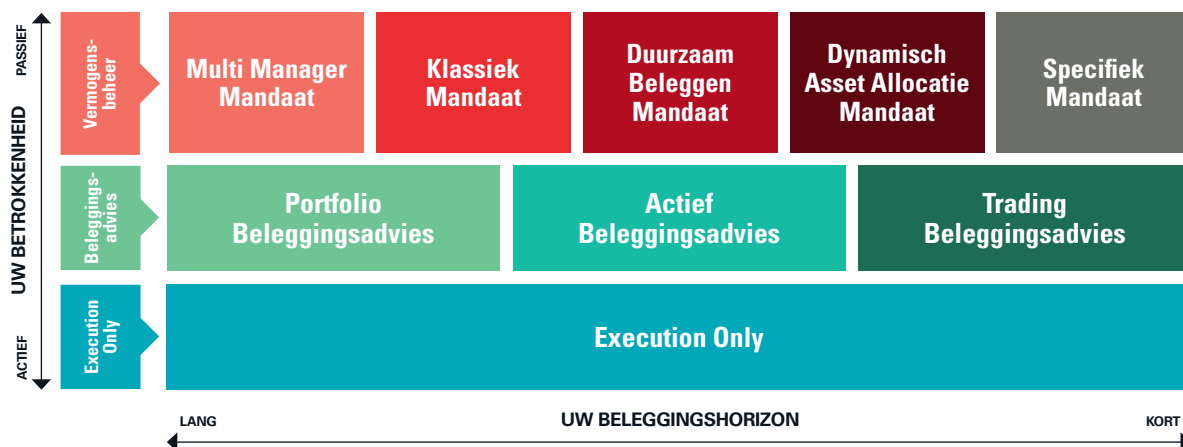 UW BETROKKENHEID
PASSIEF
ACTIEF
Vermogens-
beheer
Multi Manager
Mandaat
Klassiek
Mandaat
Duurzaam
Beleggen
Mandaat
Dynamisch
Asset Allocatie
Mandaat
Specifiek
Mandaat
Beleggings-
advies
Portfolio
Beleggingsadvies
Actief
Beleggingsadvies
Trading
Beleggingsadvies
Execution
Only
Execution Only
LANG
UW BELEGGINGSHORIZON
KORT